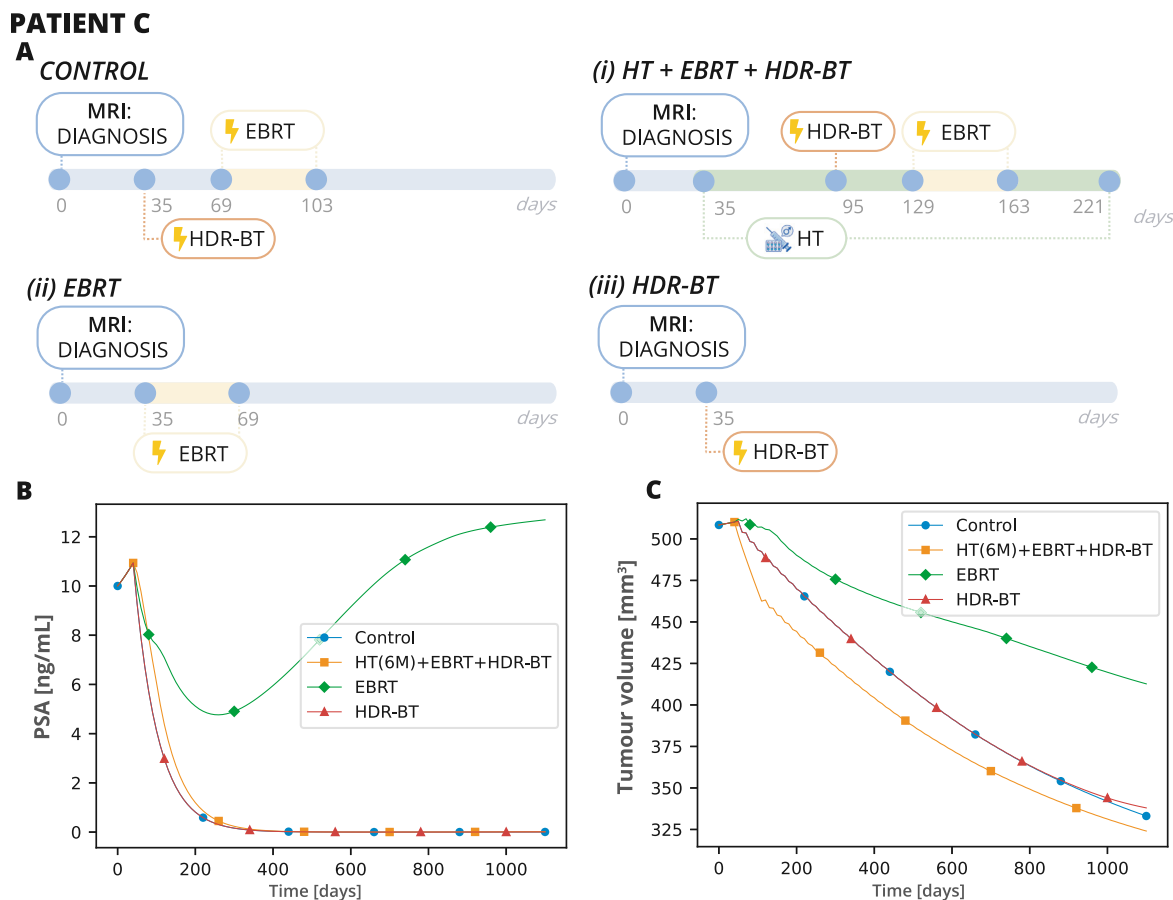 PATIENT C
A
CONTROL
MRI:
DIAGNOSIS
EBRT
0
35
69
103
days
HDR-BT
(i) HT + EBRT + HDR-BT
MRI:
DIAGNOSIS
HDR-BT
EBRT
0
35
95
129
163
221
days
HT
(ii) EBRT
MRI:
DIAGNOSIS
0
35
69
days
EBRT
(iii) HDR-BT
MRI:
DIAGNOSIS
0
35
days
HDR-BT
B
PSA [ng/mL]
12
10
8
6
4
2
0
Control
HT(6M)+EBRT+HDR-BT
EBRT
HDR-BT
0
200
400
600
800
1000
Time [days]
C
Tumour volume [mm³]
500
475
450
425
400
375
350
325
Control
HT(6M)+EBRT+HDR-BT
EBRT
HDR-BT
0
200
400
600
800
1000
Time [days]